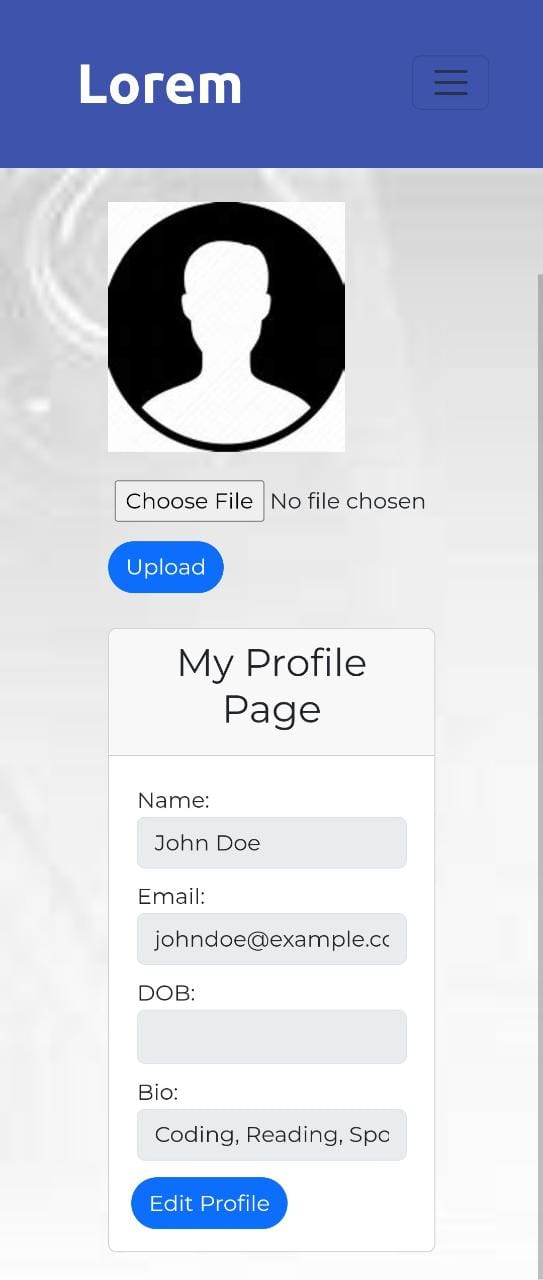 Lorem
Choose File No file chosen
Upload
My Profile
Page
Name:
John Doe
Email:
johndoe@example.cc
DOB:
Bio:
Coding, Reading, Spo
Edit Profile